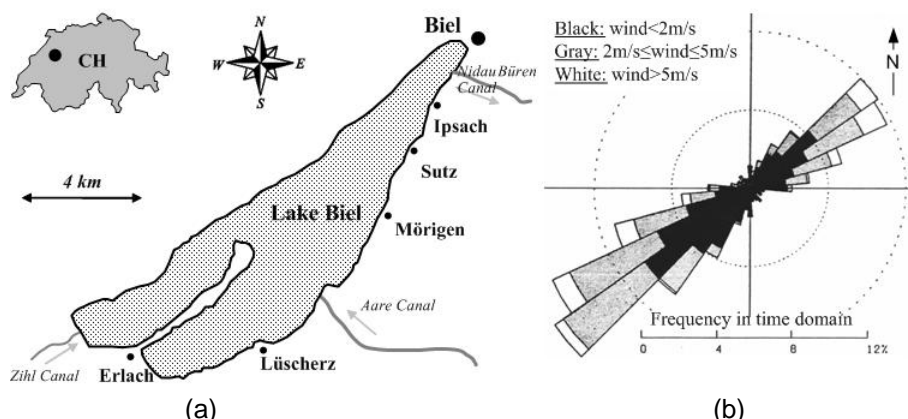 CH
N
W
E
S
Biel
Nidau Büren
Canal
Ipsach
Sutz
4 km
Lake Biel
Mörigen
Aare Canal
Zihl Canal
Erlach
Lüscherz
(a)
Black: wind<2m/s
Gray: 2m/s≤wind≤5m/s
White: wind>5m/s
N
Frequency in time domain
0 4 8 12%
(b)